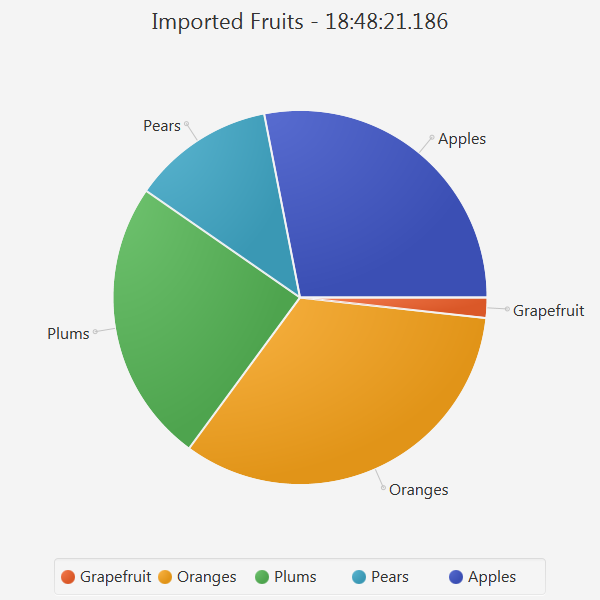 Imported Fruits - 18:48:21.186
Pears
Apples
Grapefruit
Plums
Oranges
Grapefruit Oranges Plums Pears Apples